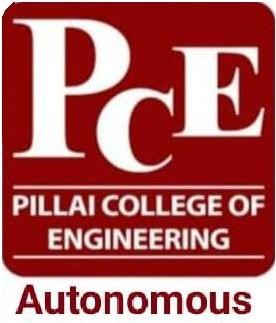 PCE
PILLAI COLLEGE OF
ENGINEERING
Autonomous